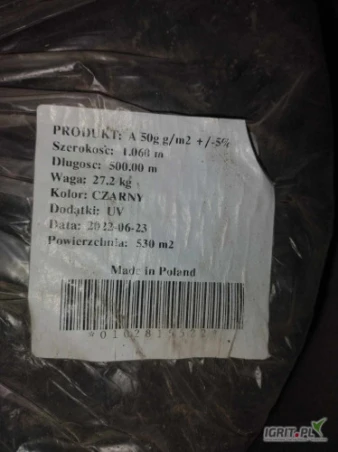 PRODUKT: A 50g g/m2 +/-5%
Szerokość: 1.060 m
Długość: 500.00 m
Waga: 27.2 kg
Kolor: CZARNY
Dodatki: UV
Data: 2022-06-23
Powierzchnia: 530 m2
Made in Poland
IGRIT.PL